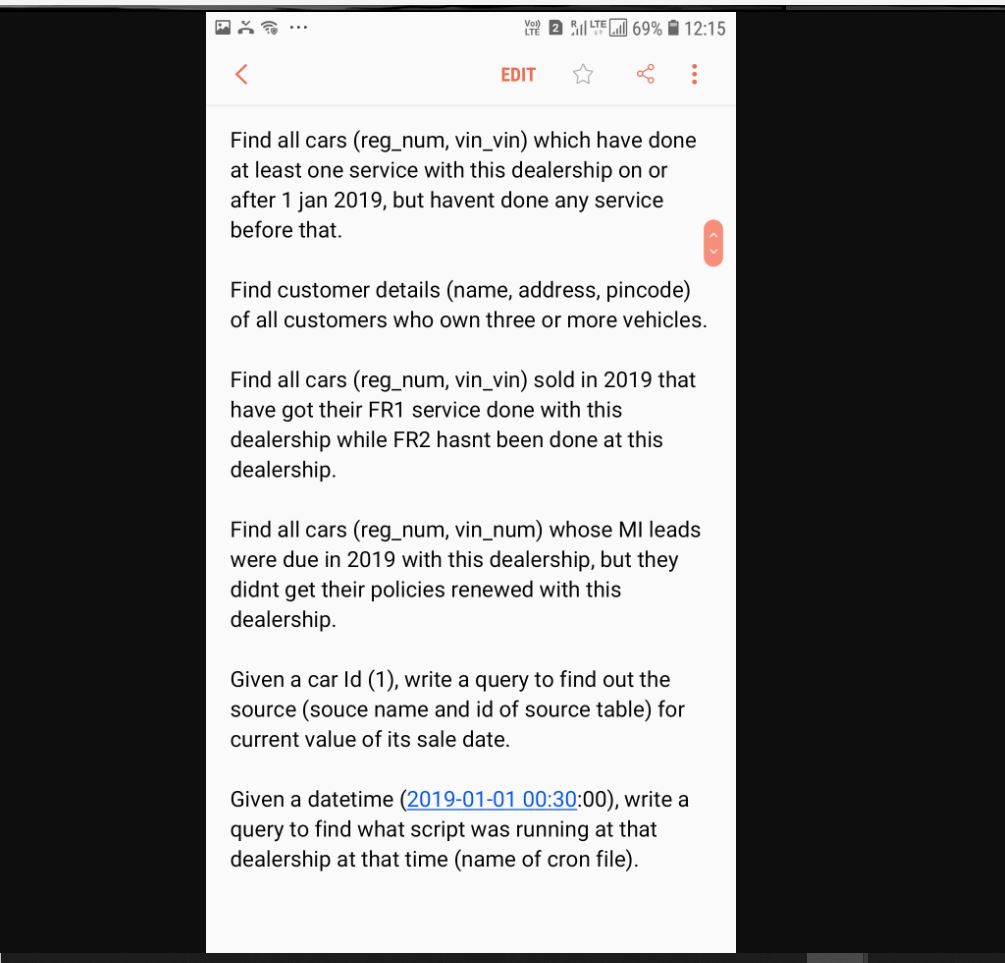 Vo)) LTE 2 R LTE 69% 12:15
EDIT
Find all cars (reg_num, vin_vin) which have done
at least one service with this dealership on or
after 1 jan 2019, but havent done any service
before that.
Find customer details (name, address, pincode)
of all customers who own three or more vehicles.
Find all cars (reg_num, vin_vin) sold in 2019 that
have got their FR1 service done with this
dealership while FR2 hasnt been done at this
dealership.
Find all cars (reg_num, vin_num) whose MI leads
were due in 2019 with this dealership, but they
didnt get their policies renewed with this
dealership.
Given a car Id (1), write a query to find out the
source (souce name and id of source table) for
current value of its sale date.
Given a datetime (2019-01-01 00:30:00), write a
query to find what script was running at that
dealership at that time (name of cron file).